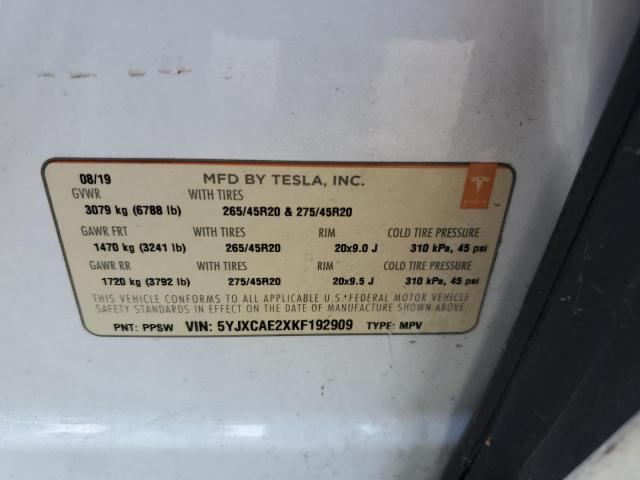 08/19 MFD BY TESLA, INC.
GVWR WITH TIRES
3079 kg (6788 lb) 265/45R20 & 275/45R20
GAWR FRT WITH TIRES RIM COLD TIRE PRESSURE
1470 kg (3241 lb) 265/45R20 20x9.0 J 310 kPa, 45 psi
GAWR RR WITH TIRES RIM COLD TIRE PRESSURE
1720 kg (3792 lb) 275/45R20 20x9.5 J 310 kPa, 45 psi
THIS VEHICLE CONFORMS TO ALL APPLICABLE U.S. FEDERAL MOTOR VEHICLE
SAFETY STANDARDS IN EFFECT ON THE DATE OF MANUFACTURE SHOWN ABOVE.
PNT: PPSW VIN: 5YJXCAE2XKF192909 TYPE: MPV
TESLA